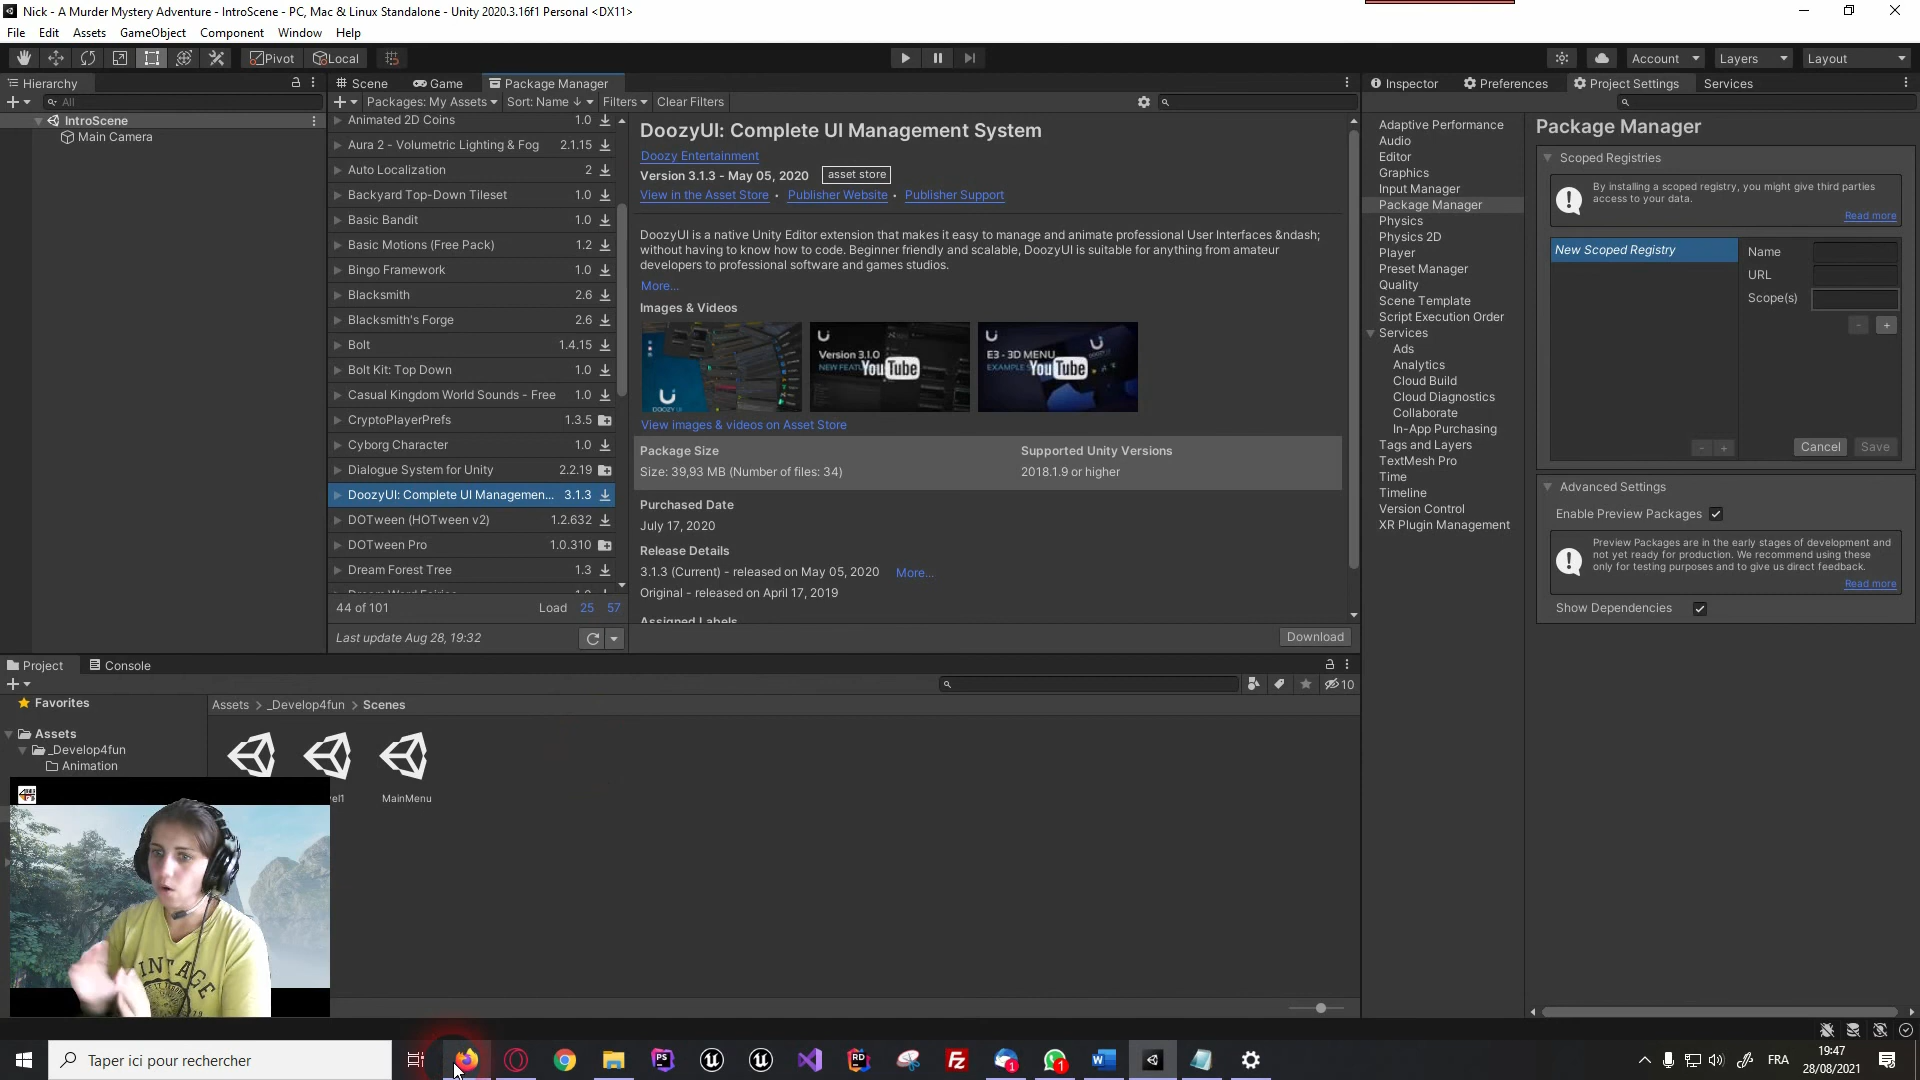 Nick - A Murder Mystery Adventure - IntroScene - PC, Mac & Linux Standalone - Unity 2020.3.16f1 Personal <DX11>
File Edit Assets GameObject Component Window Help
Pivot Local Account Layers Layout
Hierarchy
All
IntroScene
Main Camera
Scene Game Package Manager
Packages: My Assets Sort: Name ↓ Filters Clear Filters
Animated 2D Coins 1.0
Aura 2 - Volumetric Lighting & Fog 2.1.15
Auto Localization 2
Backyard Top-Down Tileset 1.0
Basic Bandit 1.0
Basic Motions (Free Pack) 1.2
Bingo Framework 1.0
Blacksmith 2.6
Blacksmith's Forge 2.6
Bolt 1.4.15
Bolt Kit: Top Down 1.0
Casual Kingdom World Sounds - Free 1.0
CryptoPlayerPrefs 1.3.5
Cyborg Character 1.0
Dialogue System for Unity 2.2.19
DoozyUI: Complete UI Managemen... 3.1.3
DOTween (HOTween v2) 1.2.632
DOTween Pro 1.0.310
Dream Forest Tree 1.3
44 of 101 Load 25 57
Last update Aug 28, 19:32
DoozyUI: Complete UI Management System
Doozy Entertainment
Version 3.1.3 - May 05, 2020 asset store
View in the Asset Store • Publisher Website • Publisher Support
DoozyUI is a native Unity Editor extension that makes it easy to manage and animate professional User Interfaces &ndash;
without having to know how to code. Beginner friendly and scalable, DoozyUI is suitable for anything from amateur
developers to professional software and games studios.
More...
Images & Videos
DOOZY UI
Version 3.1.0
YouTube
E3 - 3D MENU
YouTube
View images & videos on Asset Store
Package Size Supported Unity Versions
Size: 39,93 MB (Number of files: 34) 2018.1.9 or higher
Purchased Date
July 17, 2020
Release Details
3.1.3 (Current) - released on May 05, 2020 More...
Original - released on April 17, 2019
Assigned Labels
Download
Inspector Preferences Project Settings Services
Adaptive Performance
Audio
Editor
Graphics
Input Manager
Package Manager
Physics
Physics 2D
Player
Preset Manager
Quality
Scene Template
Script Execution Order
Services
Ads
Analytics
Cloud Build
Cloud Diagnostics
Collaborate
In-App Purchasing
Tags and Layers
TextMesh Pro
Time
Timeline
Version Control
XR Plugin Management
Package Manager
Scoped Registries
By installing a scoped registry, you might give third parties
access to your data.
Read more
New Scoped Registry
Name
URL
Scope(s)
Cancel Save
Advanced Settings
Enable Preview Packages
Preview Packages are in the early stages of development and
not yet ready for production. We recommend using these
only for testing purposes and to give us direct feedback.
Read more
Show Dependencies
Project Console
10
Favorites
Assets
_Develop4fun
Animation
Assets > _Develop4fun > Scenes
MainMenu
Taper ici pour rechercher
FRA
19:47
28/08/2021